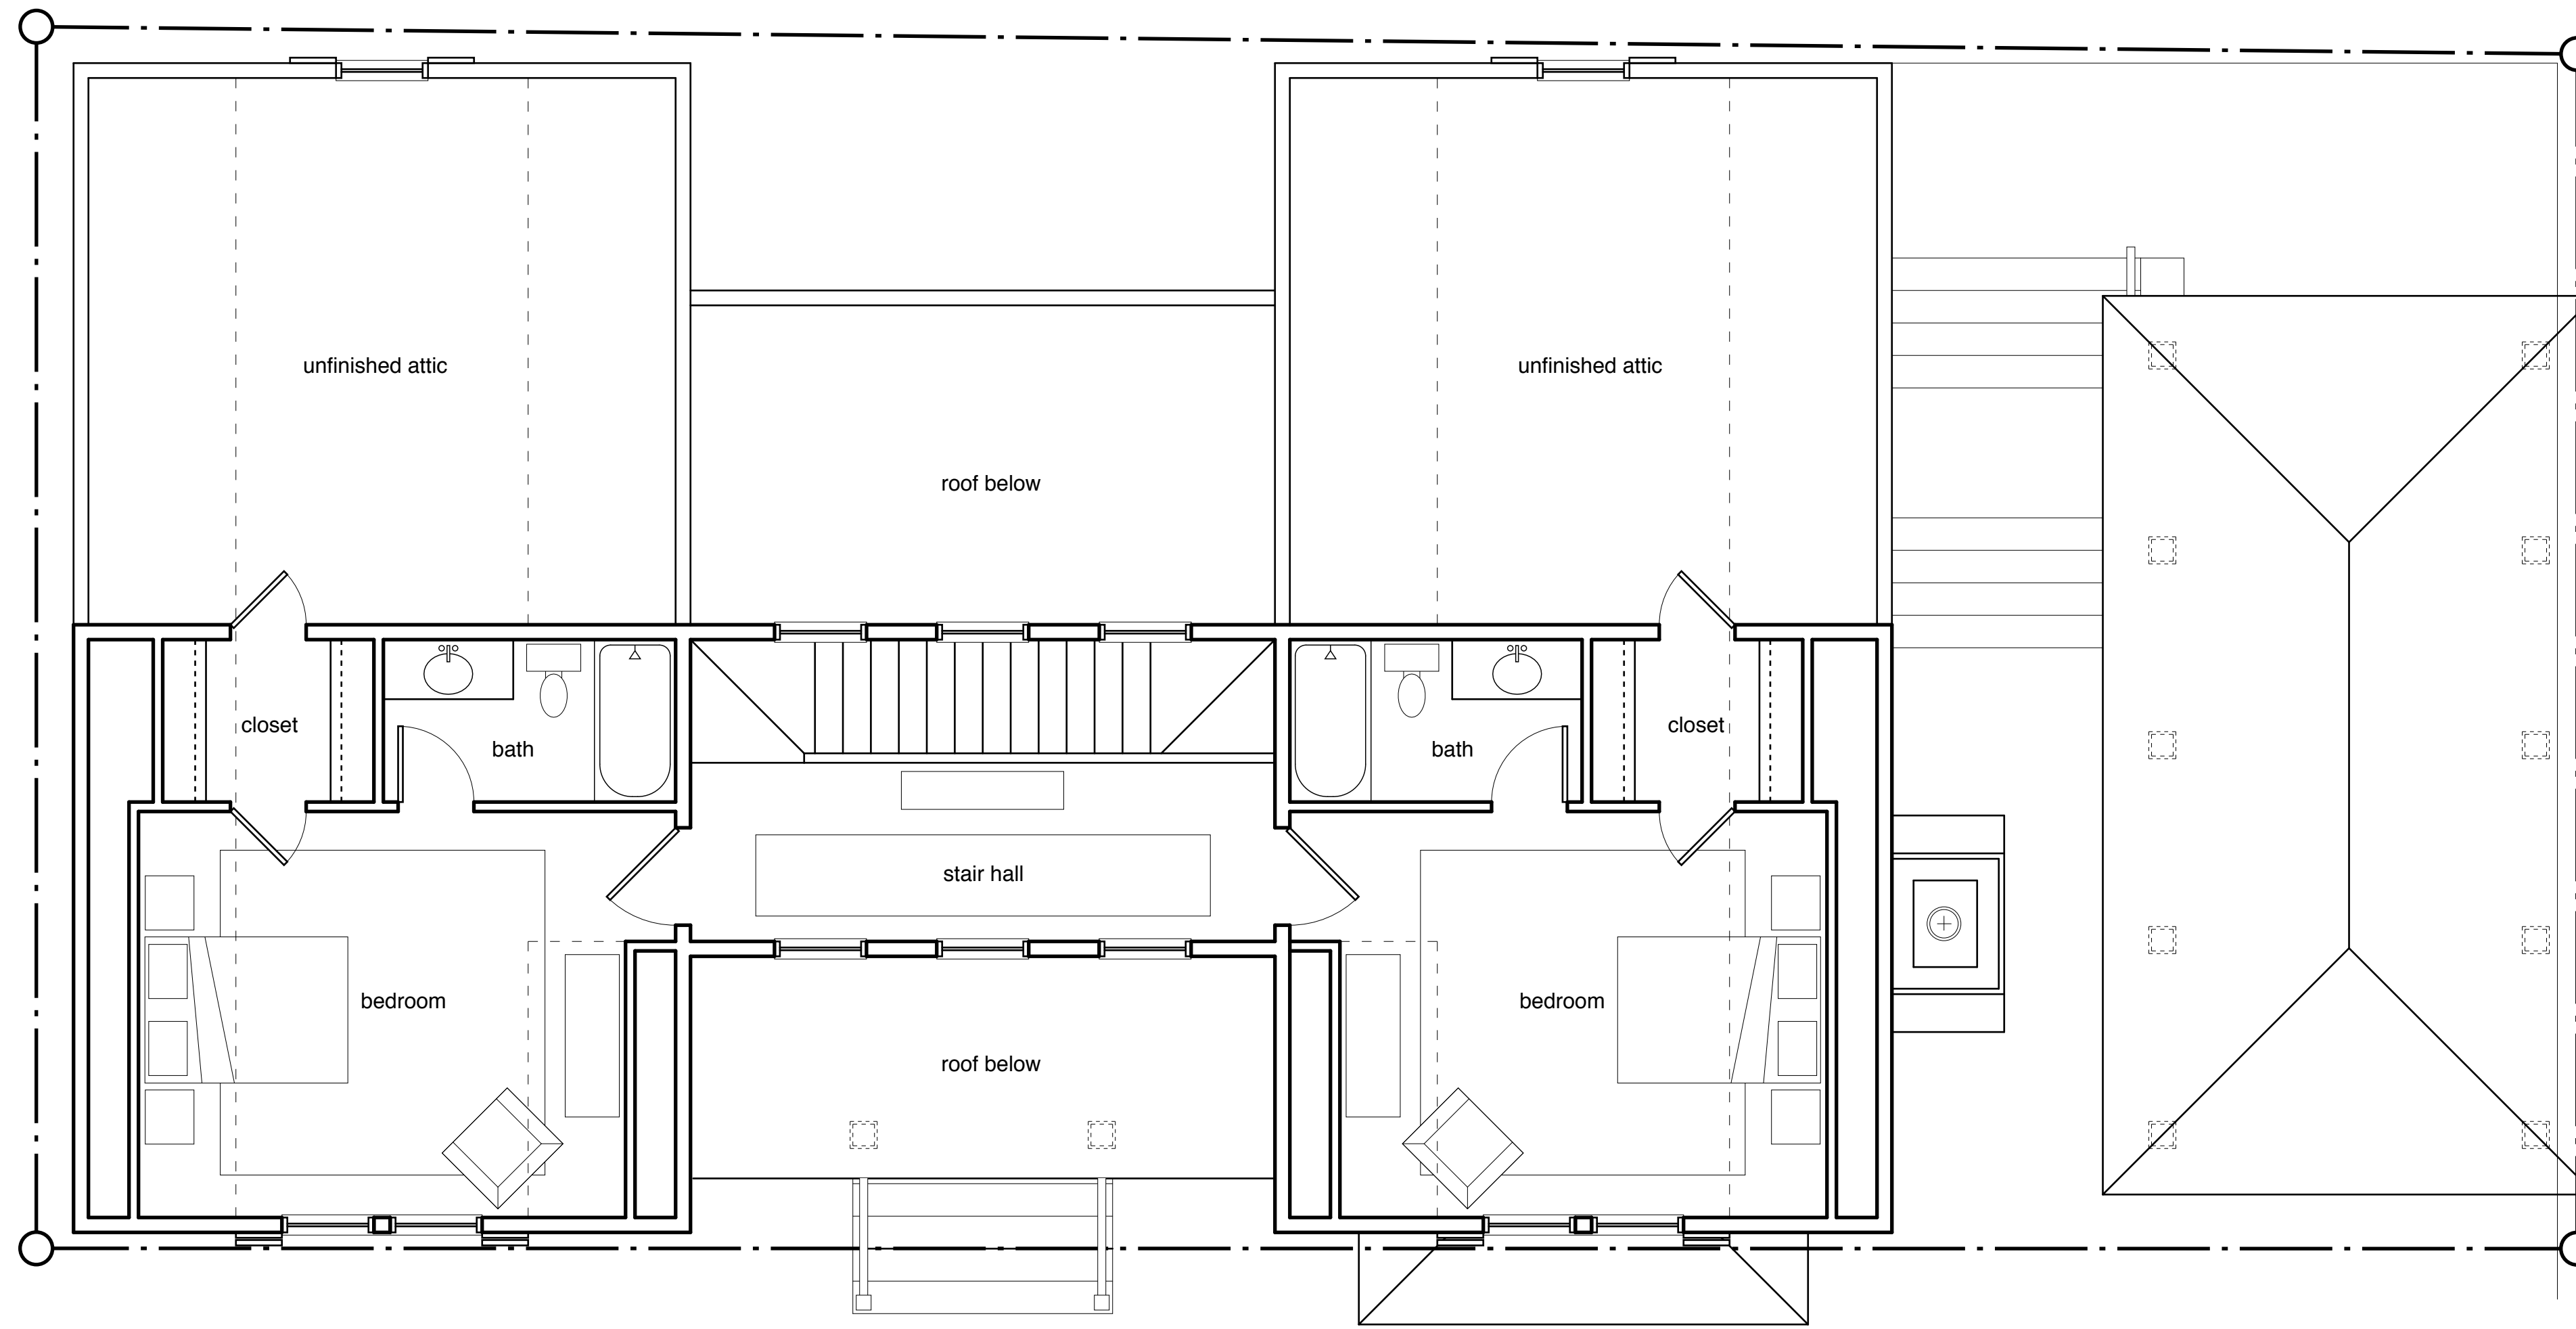 unfinished attic
unfinished attic
roof below
closet
bath
bath
closet
stair hall
bedroom
bedroom
roof below